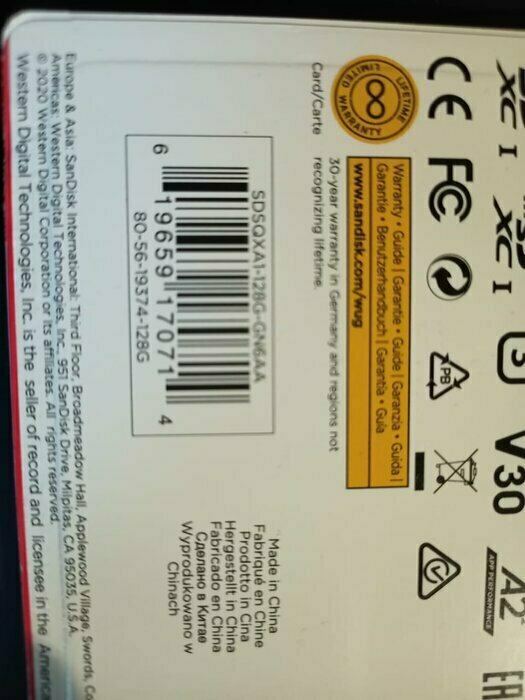 XC I
XC I
3
V30
A2
APP PERFORMANCE
CE
FC
PB
LIFETIME
LIMITED
WARRANTY
Card/Carte
Warranty • Guide | Garantie • Guide | Garanzia • Guida |
Garantie • Benutzerhandbuch | Garantía • Guía
www.sandisk.com/wug
30-year warranty in Germany and regions not
recognizing lifetime.
SDSQXA1-128G-GN6AA
6 19659 17071 4
80-56-19374-128G
Made in China
Fabriqué en Chine
Prodotto in Cina
Hergestellt in China
Fabricado en China
Сделано в Китае
Wyprodukowano w
Chinach
Europe & Asia: SanDisk International: Third Floor, Broadmeadow Hall, Applewood Village, Swords, Co
Americas: Western Digital Technologies, Inc., 951 SanDisk Drive, Milpitas, CA 95035, U.S.A.
© 2020 Western Digital Corporation or its affiliates. All rights reserved.
Western Digital Technologies, Inc. is the seller of record and licensee in the America